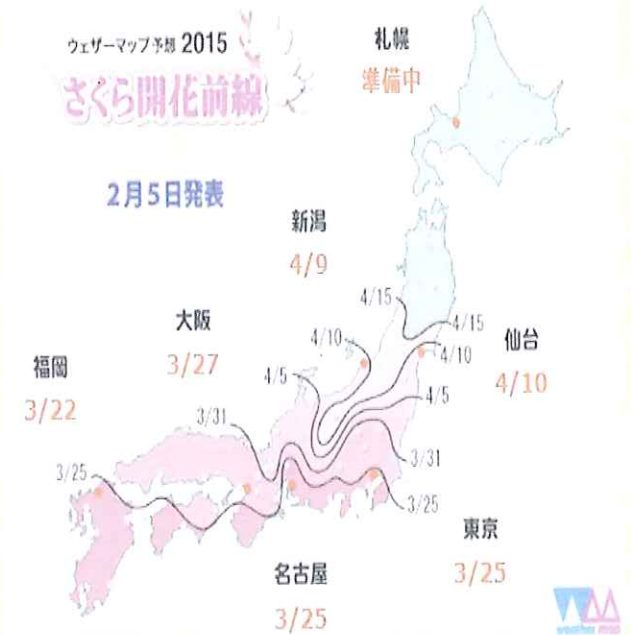 ウェザーマップ予想 2015
さくら開花前線
2月5日発表
札幌
準備中
新潟
4/9
大阪
3/27
福岡
3/22
仙台
4/10
名古屋
3/25
東京
3/25
4/15
4/15
4/10
4/10
4/5
4/5
3/31
3/31
3/25
3/25
weather map